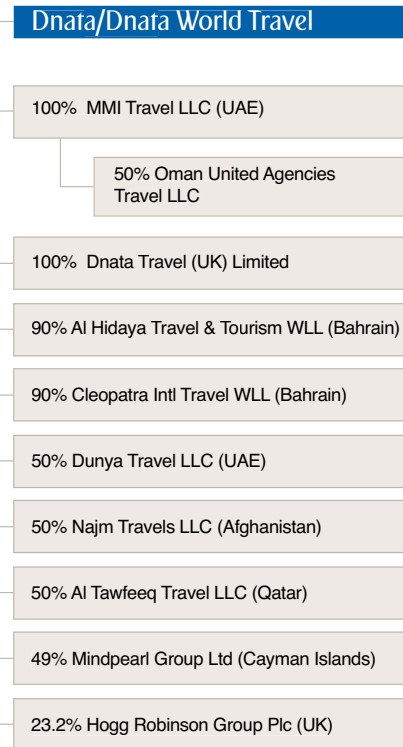 Dnata/Dnata World Travel
100% MMI Travel LLC (UAE)
50% Oman United Agencies
Travel LLC
100% Dnata Travel (UK) Limited
90% Al Hidaya Travel & Tourism WLL (Bahrain)
90% Cleopatra Intl Travel WLL (Bahrain)
50% Dunya Travel LLC (UAE)
50% Najm Travels LLC (Afghanistan)
50% Al Tawfeeq Travel LLC (Qatar)
49% Mindpearl Group Ltd (Cayman Islands)
23.2% Hogg Robinson Group Plc (UK)